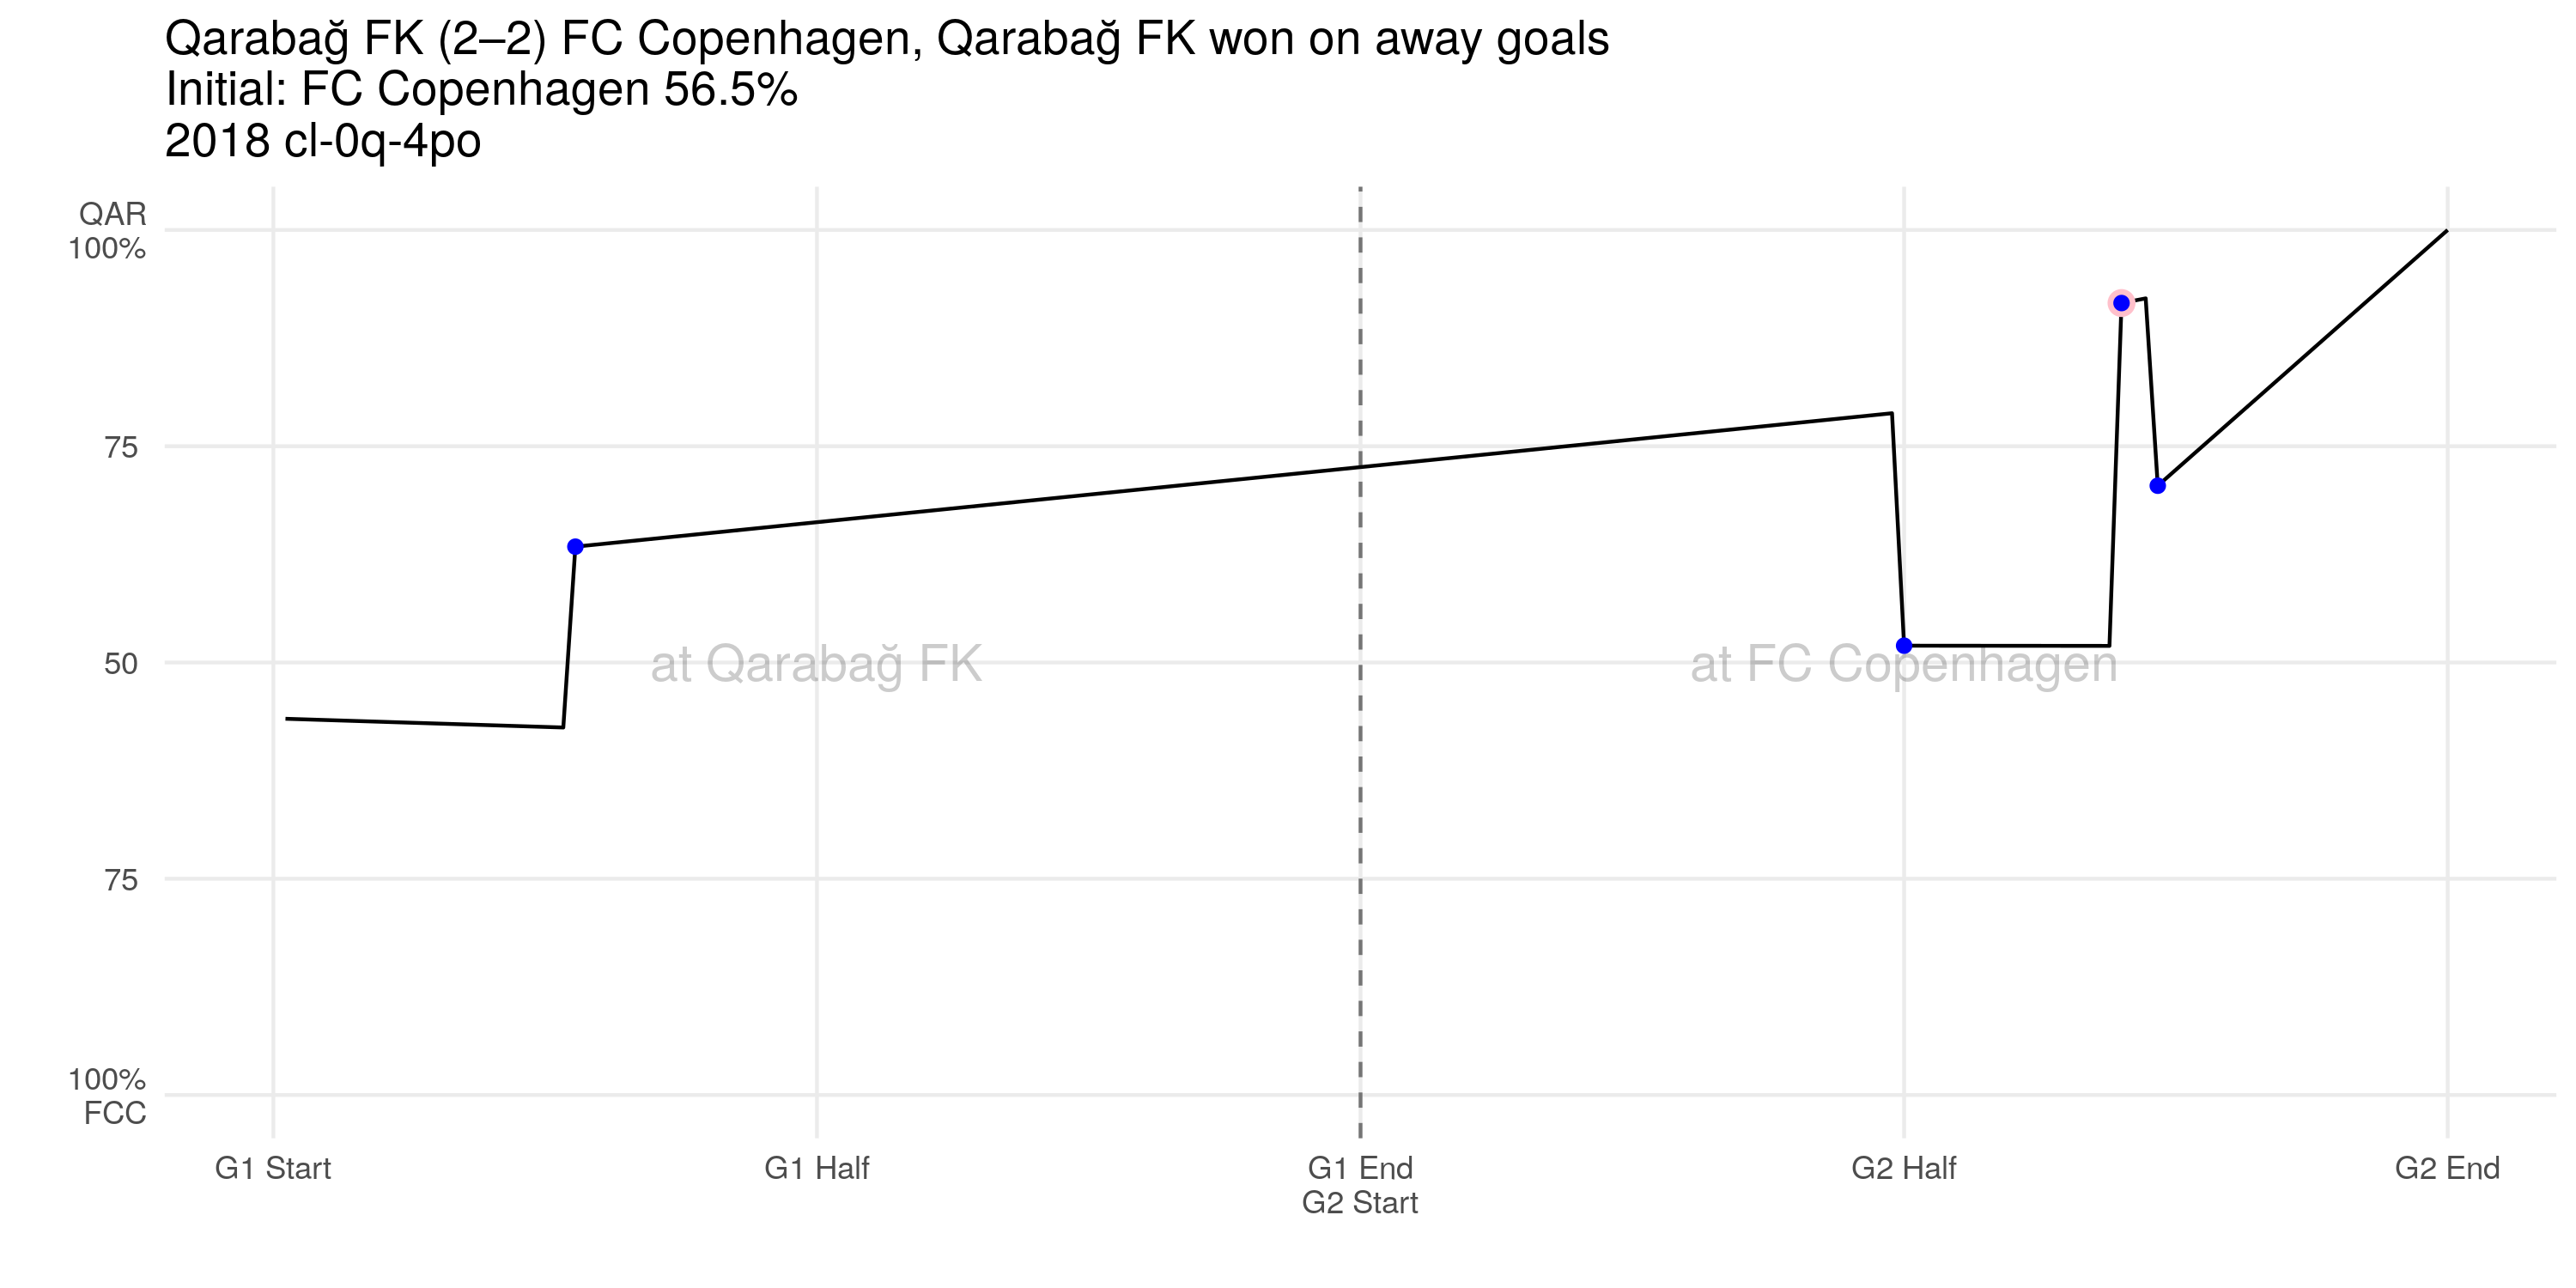 Qarabağ FK (2–2) FC Copenhagen, Qarabağ FK won on away goals
Initial: FC Copenhagen 56.5%
2018 cl-0q-4po
QAR
100%
75
50
75
100%
FCC
at Qarabağ FK
at FC Copenhagen
G1 Start
G1 Half
G1 End
G2 Start
G2 Half
G2 End